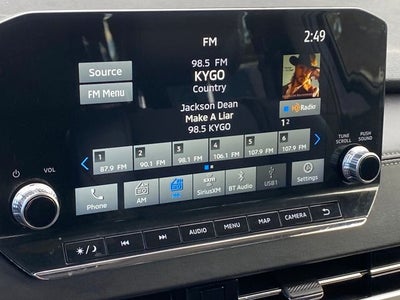 FM
2:49
Source
FM Menu
98.5 FM
KYGO
Country
Jackson Dean
Make A Liar
98.5 KYGO
HD Radio
1 2
1 87.9 FM
2 90.1 FM
3 98.1 FM
4 106.1 FM
5 107.9 FM
6 107.9 FM
VOL
TUNE SCROLL
PUSH SOUND
Phone
AM
SiriusXM
BT Audio
USB1
Settings
AUDIO
MENU
MAP
CAMERA